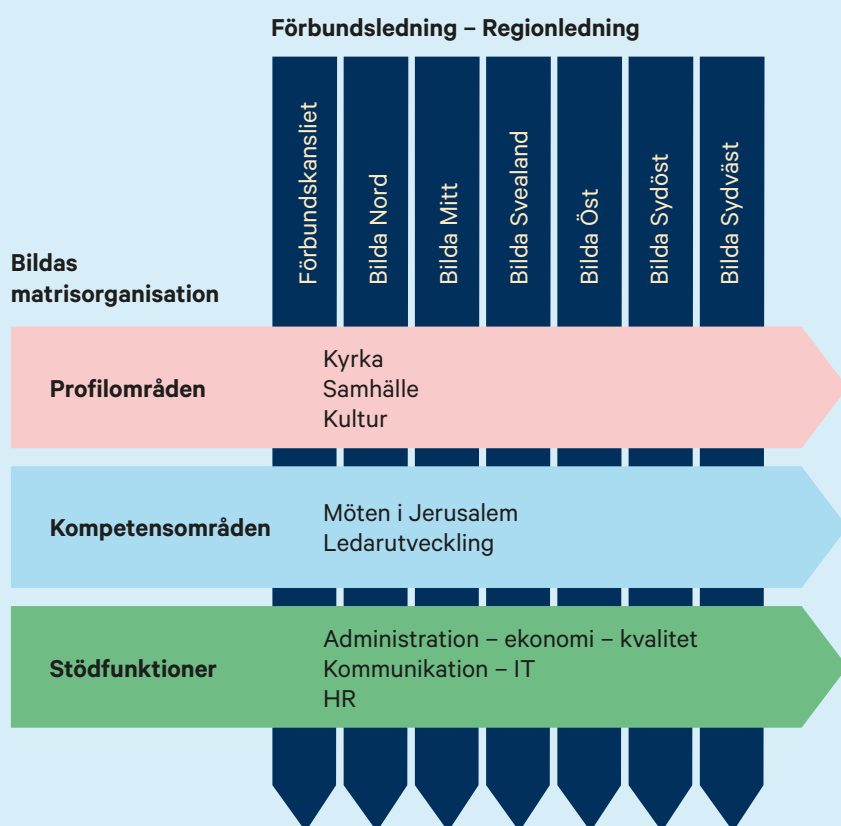 Förbundsledning – Regionledning
Förbundskansliet
Bilda Nord
Bilda Mitt
Bilda Svealand
Bilda Öst
Bilda Sydöst
Bilda Sydväst
Bildas
matrisorganisation
Profilområden
Kyrka
Samhälle
Kultur
Kompetensområden
Möten i Jerusalem
Ledarutveckling
Stödfunktioner
Administration – ekonomi – kvalitet
Kommunikation – IT
HR